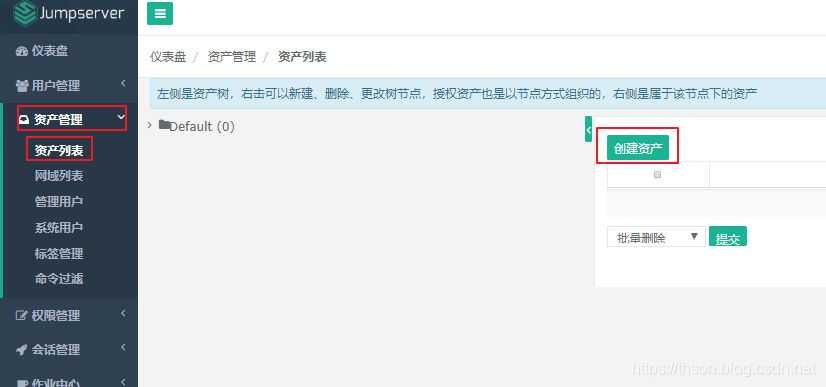 Jumpserver
仪表盘
用户管理
资产管理
资产列表
网域列表
管理用户
系统用户
标签管理
命令过滤
权限管理
会话管理
作业中心
仪表盘 / 资产管理 / 资产列表
左侧是资产树，右击可以新建、删除、更改树节点，授权资产也是以节点方式组织的，右侧是属于该节点下的资产
Default (0)
创建资产
批量删除 提交
https://thson.blog.csdn.net